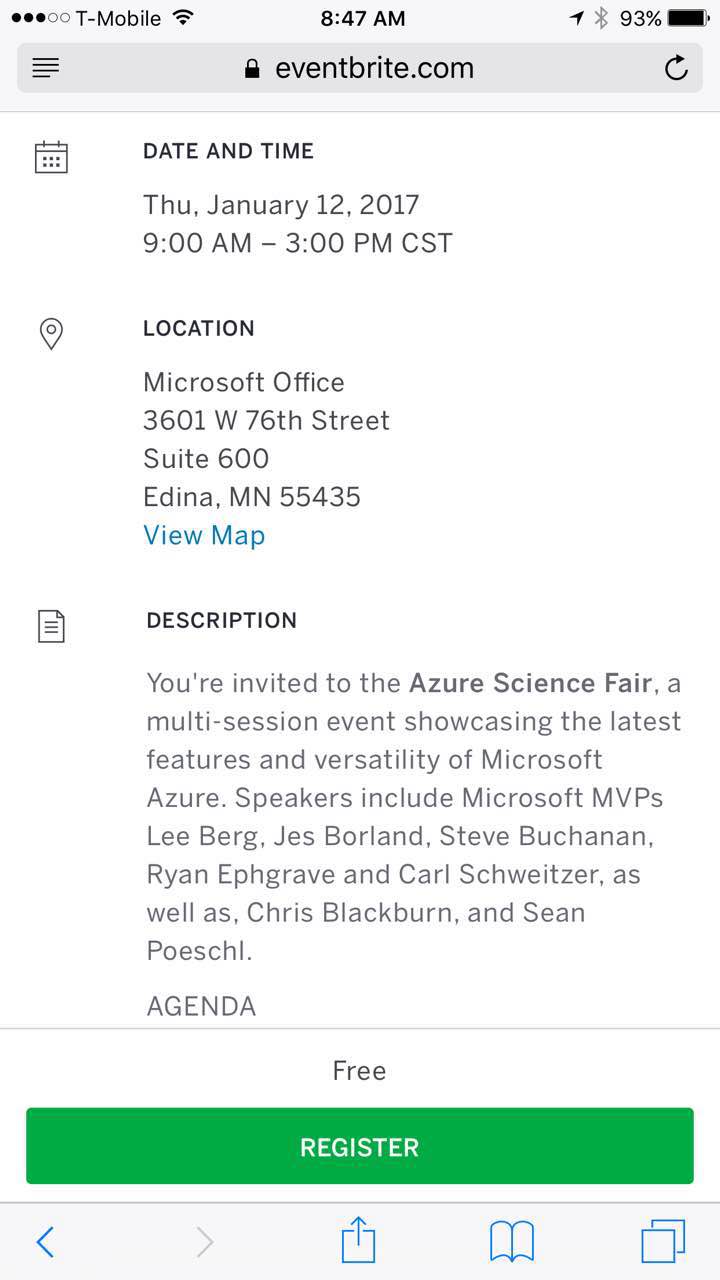 T-Mobile 8:47 AM 93%
eventbrite.com
DATE AND TIME
Thu, January 12, 2017
9:00 AM – 3:00 PM CST
LOCATION
Microsoft Office
3601 W 76th Street
Suite 600
Edina, MN 55435
View Map
DESCRIPTION
You're invited to the Azure Science Fair, a
multi-session event showcasing the latest
features and versatility of Microsoft
Azure. Speakers include Microsoft MVPs
Lee Berg, Jes Borland, Steve Buchanan,
Ryan Ephgrave and Carl Schweitzer, as
well as, Chris Blackburn, and Sean
Poeschl.
AGENDA
Free
REGISTER